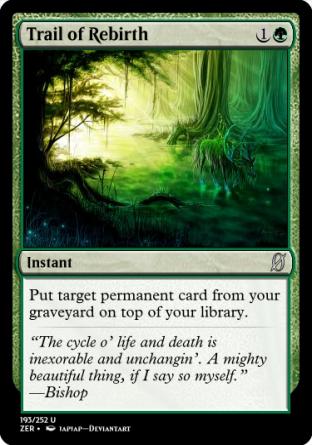 Trail of Rebirth 1
Instant
Put target permanent card from your
graveyard on top of your library.
“The cycle o’ life and death is
inexorable and unchangin’. A mighty
beautiful thing, if I say so myself.”
—Bishop
193/252 U
ZER • IAPIAP—DEVIANTART